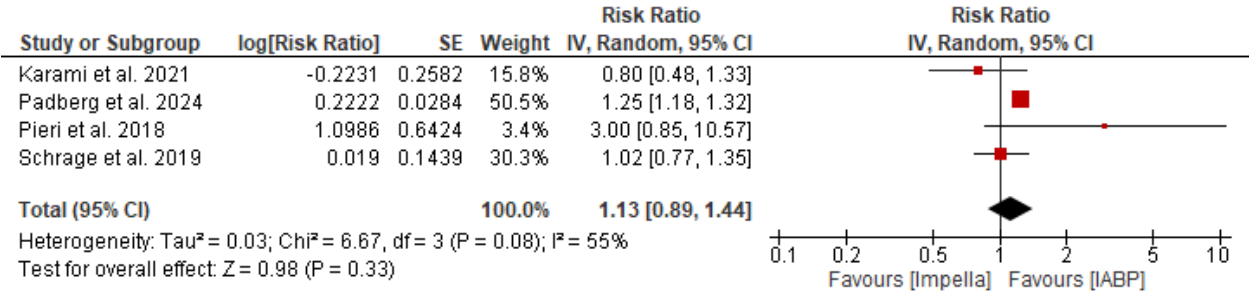 Risk Ratio Risk Ratio
Study or Subgroup log[Risk Ratio] SE Weight IV, Random, 95% CI IV, Random, 95% CI
Karami et al. 2021 -0.2231 0.2582 15.8% 0.80 [0.48, 1.33]
Padberg et al. 2024 0.2222 0.0284 50.5% 1.25 [1.18, 1.32]
Pieri et al. 2018 1.0986 0.6424 3.4% 3.00 [0.85, 10.57]
Schrage et al. 2019 0.019 0.1439 30.3% 1.02 [0.77, 1.35]
Total (95% CI) 100.0% 1.13 [0.89, 1.44]
Heterogeneity: Tau² = 0.03; Chi² = 6.67, df = 3 (P = 0.08); I² = 55%
Test for overall effect: Z = 0.98 (P = 0.33)
0.1 0.2 0.5 1 2 5 10
Favours [Impella] Favours [IABP]